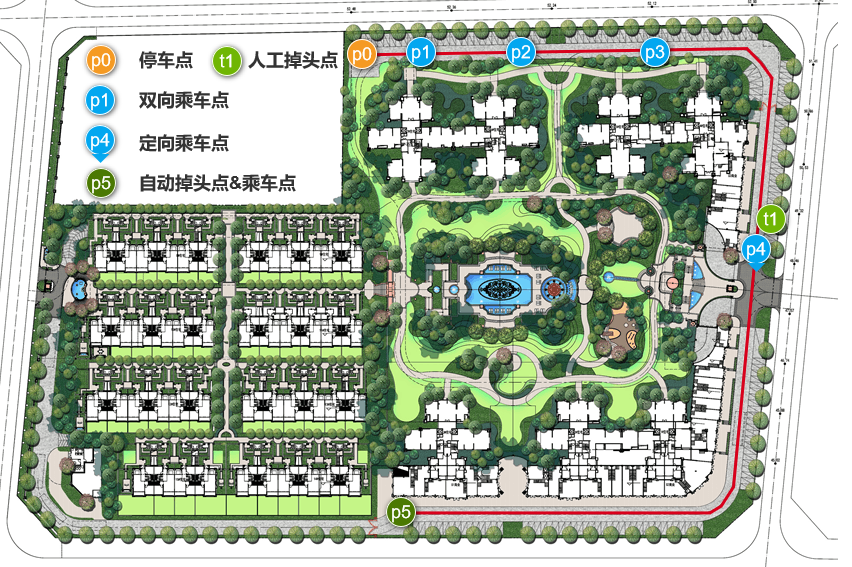 p0 停车点 t1 人工掉头点
p1 双向乘车点
p4 定向乘车点
p5 自动掉头点&乘车点
p0 p1 p2 p3
t1
p4
p5